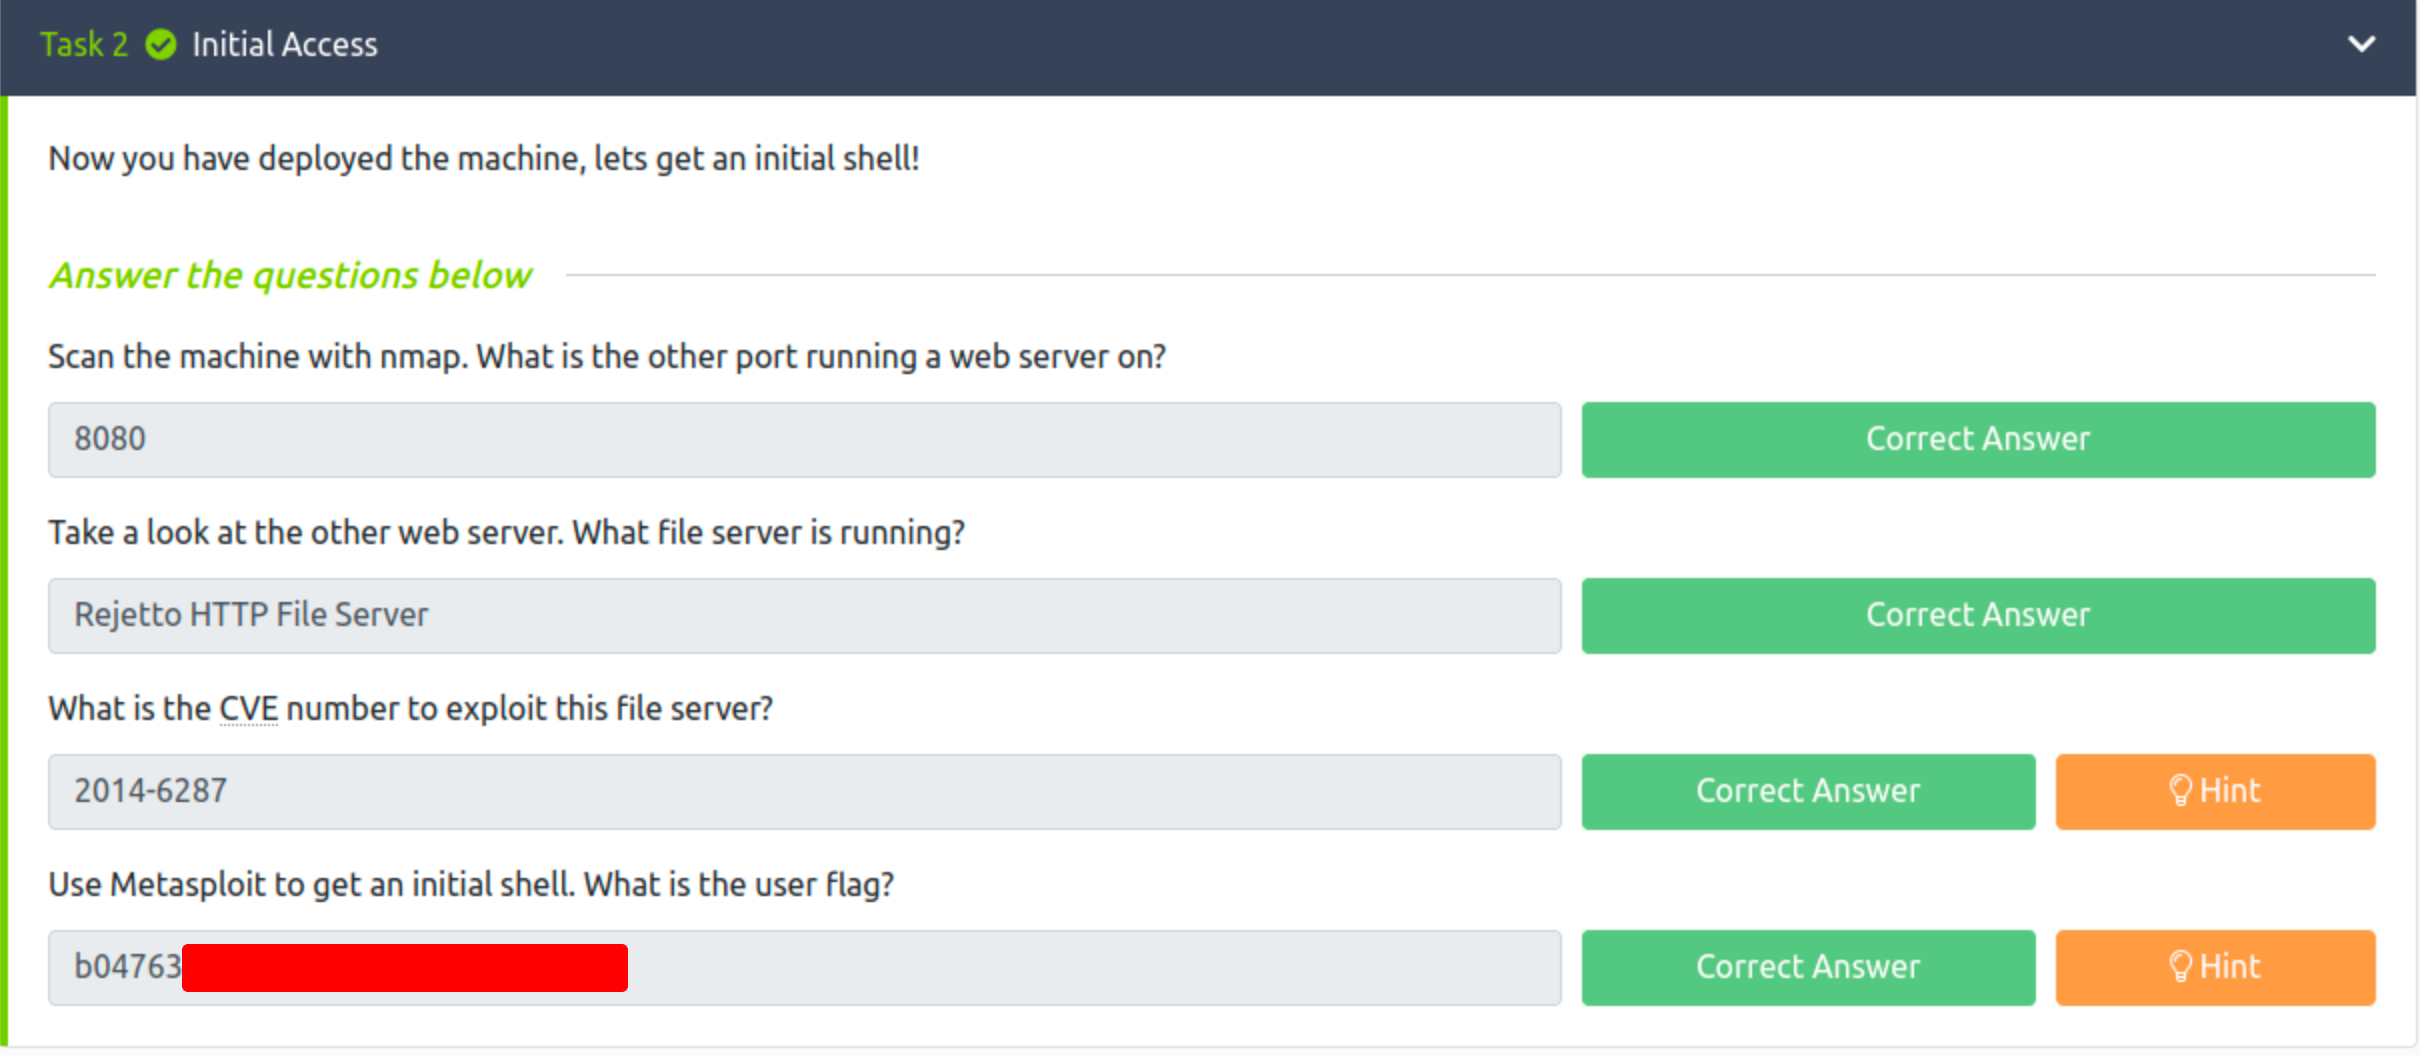 Task 2 Initial Access
Now you have deployed the machine, lets get an initial shell!
Answer the questions below
Scan the machine with nmap. What is the other port running a web server on?
8080 Correct Answer
Take a look at the other web server. What file server is running?
Rejetto HTTP File Server Correct Answer
What is the CVE number to exploit this file server?
2014-6287 Correct Answer Hint
Use Metasploit to get an initial shell. What is the user flag?
b04763 Correct Answer Hint